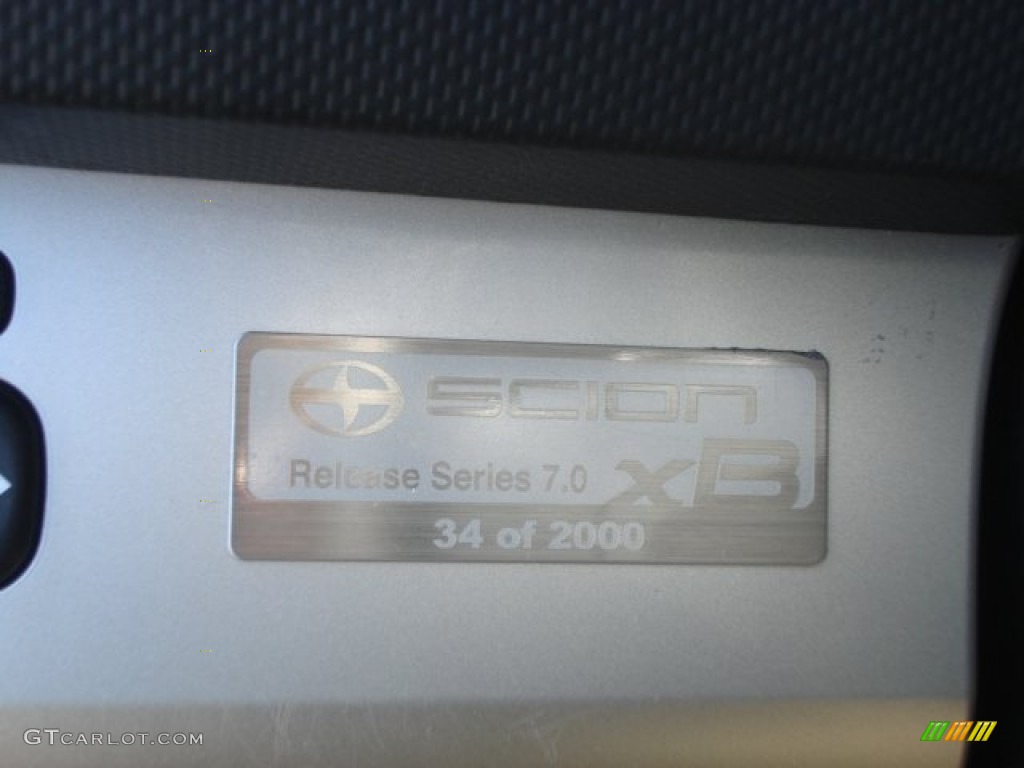 SCION
Release Series 7.0 xB
34 of 2000
GTCARLOT.COM